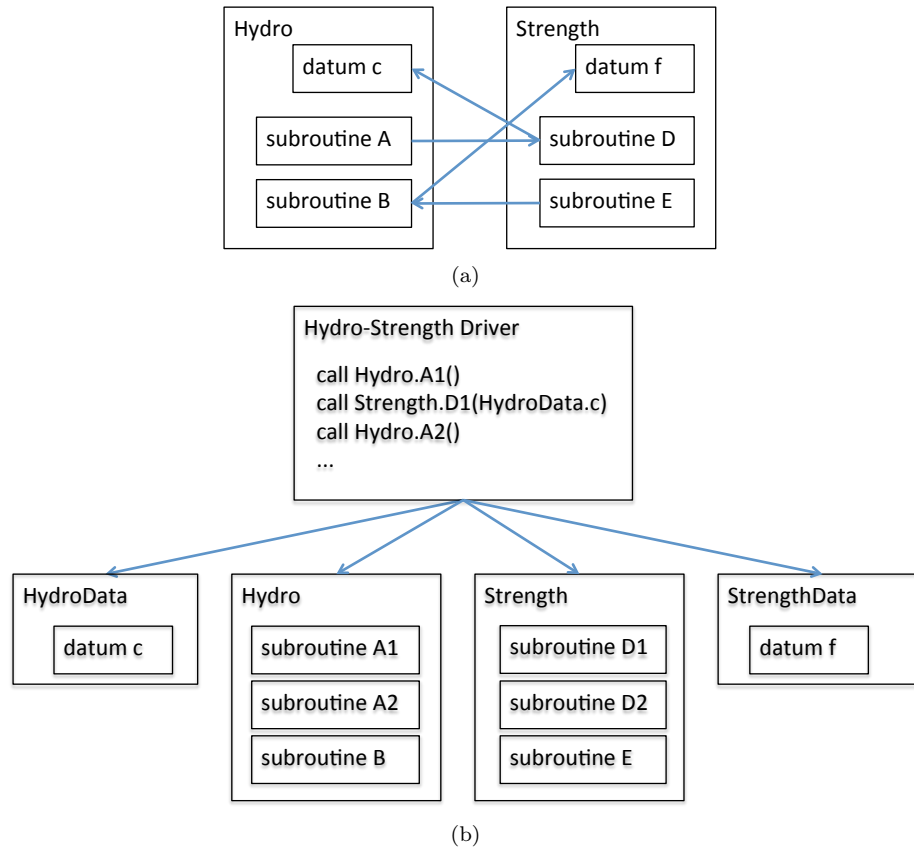 Hydro
datum c
subroutine A
subroutine B
Strength
datum f
subroutine D
subroutine E
(a)
Hydro-Strength Driver
call Hydro.A1()
call Strength.D1(HydroData.c)
call Hydro.A2()
...
HydroData
datum c
Hydro
subroutine A1
subroutine A2
subroutine B
Strength
subroutine D1
subroutine D2
subroutine E
StrengthData
datum f
(b)